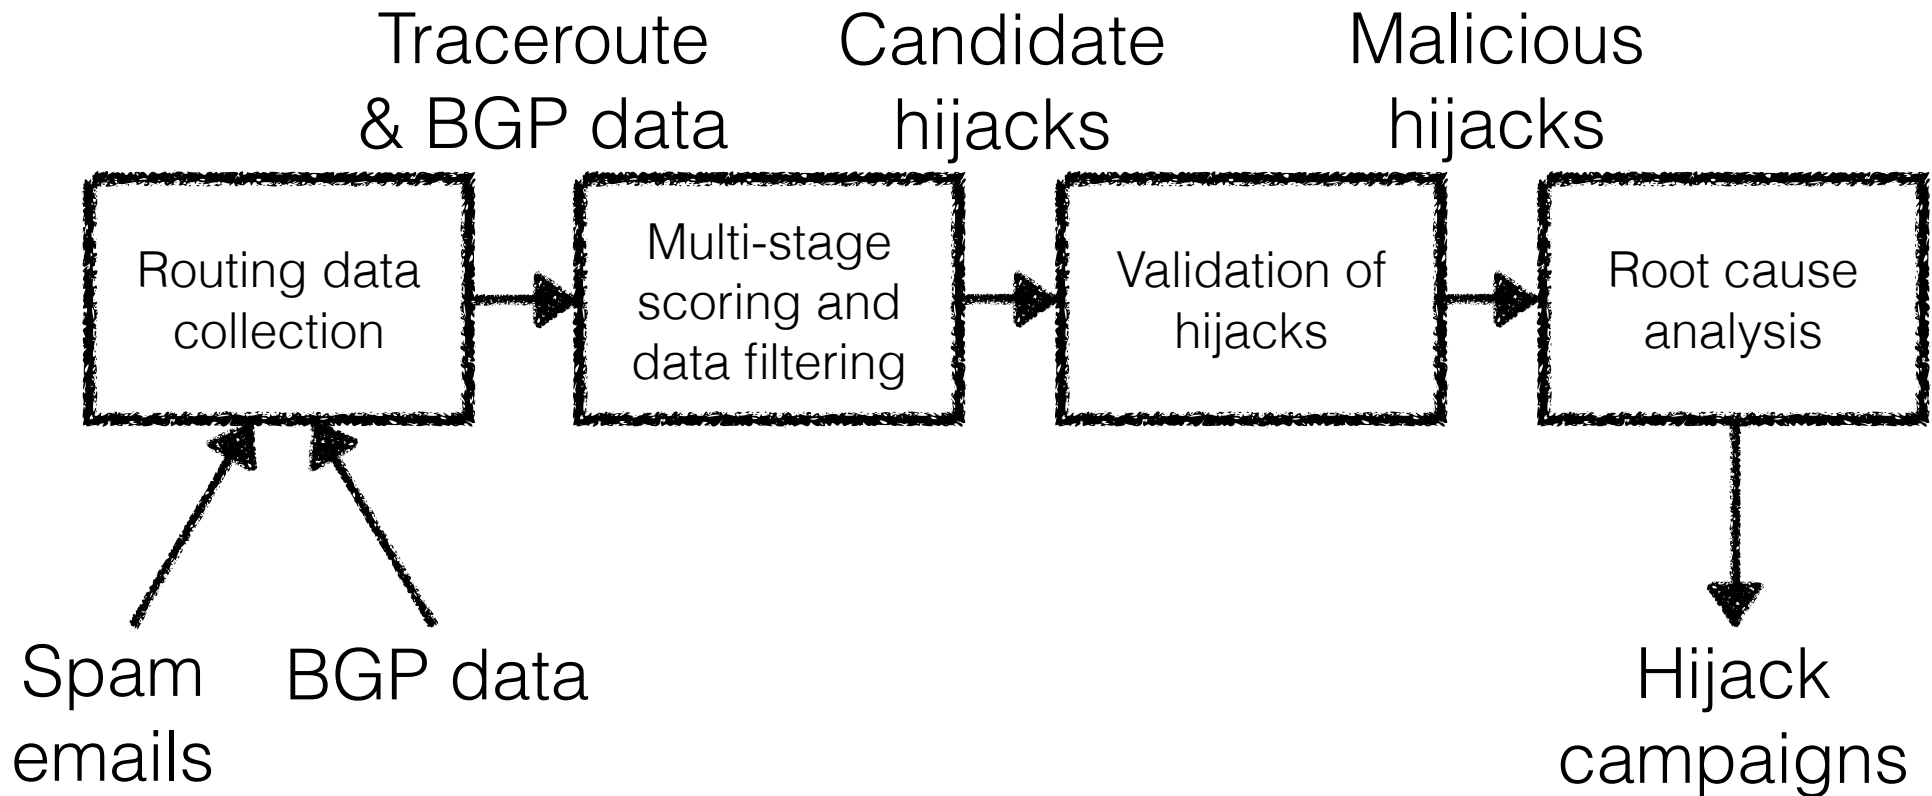 Traceroute
& BGP data
Candidate
hijacks
Malicious
hijacks
Routing data
collection
Multi-stage
scoring and
data filtering
Validation of
hijacks
Root cause
analysis
Spam
emails
BGP data
Hijack
campaigns